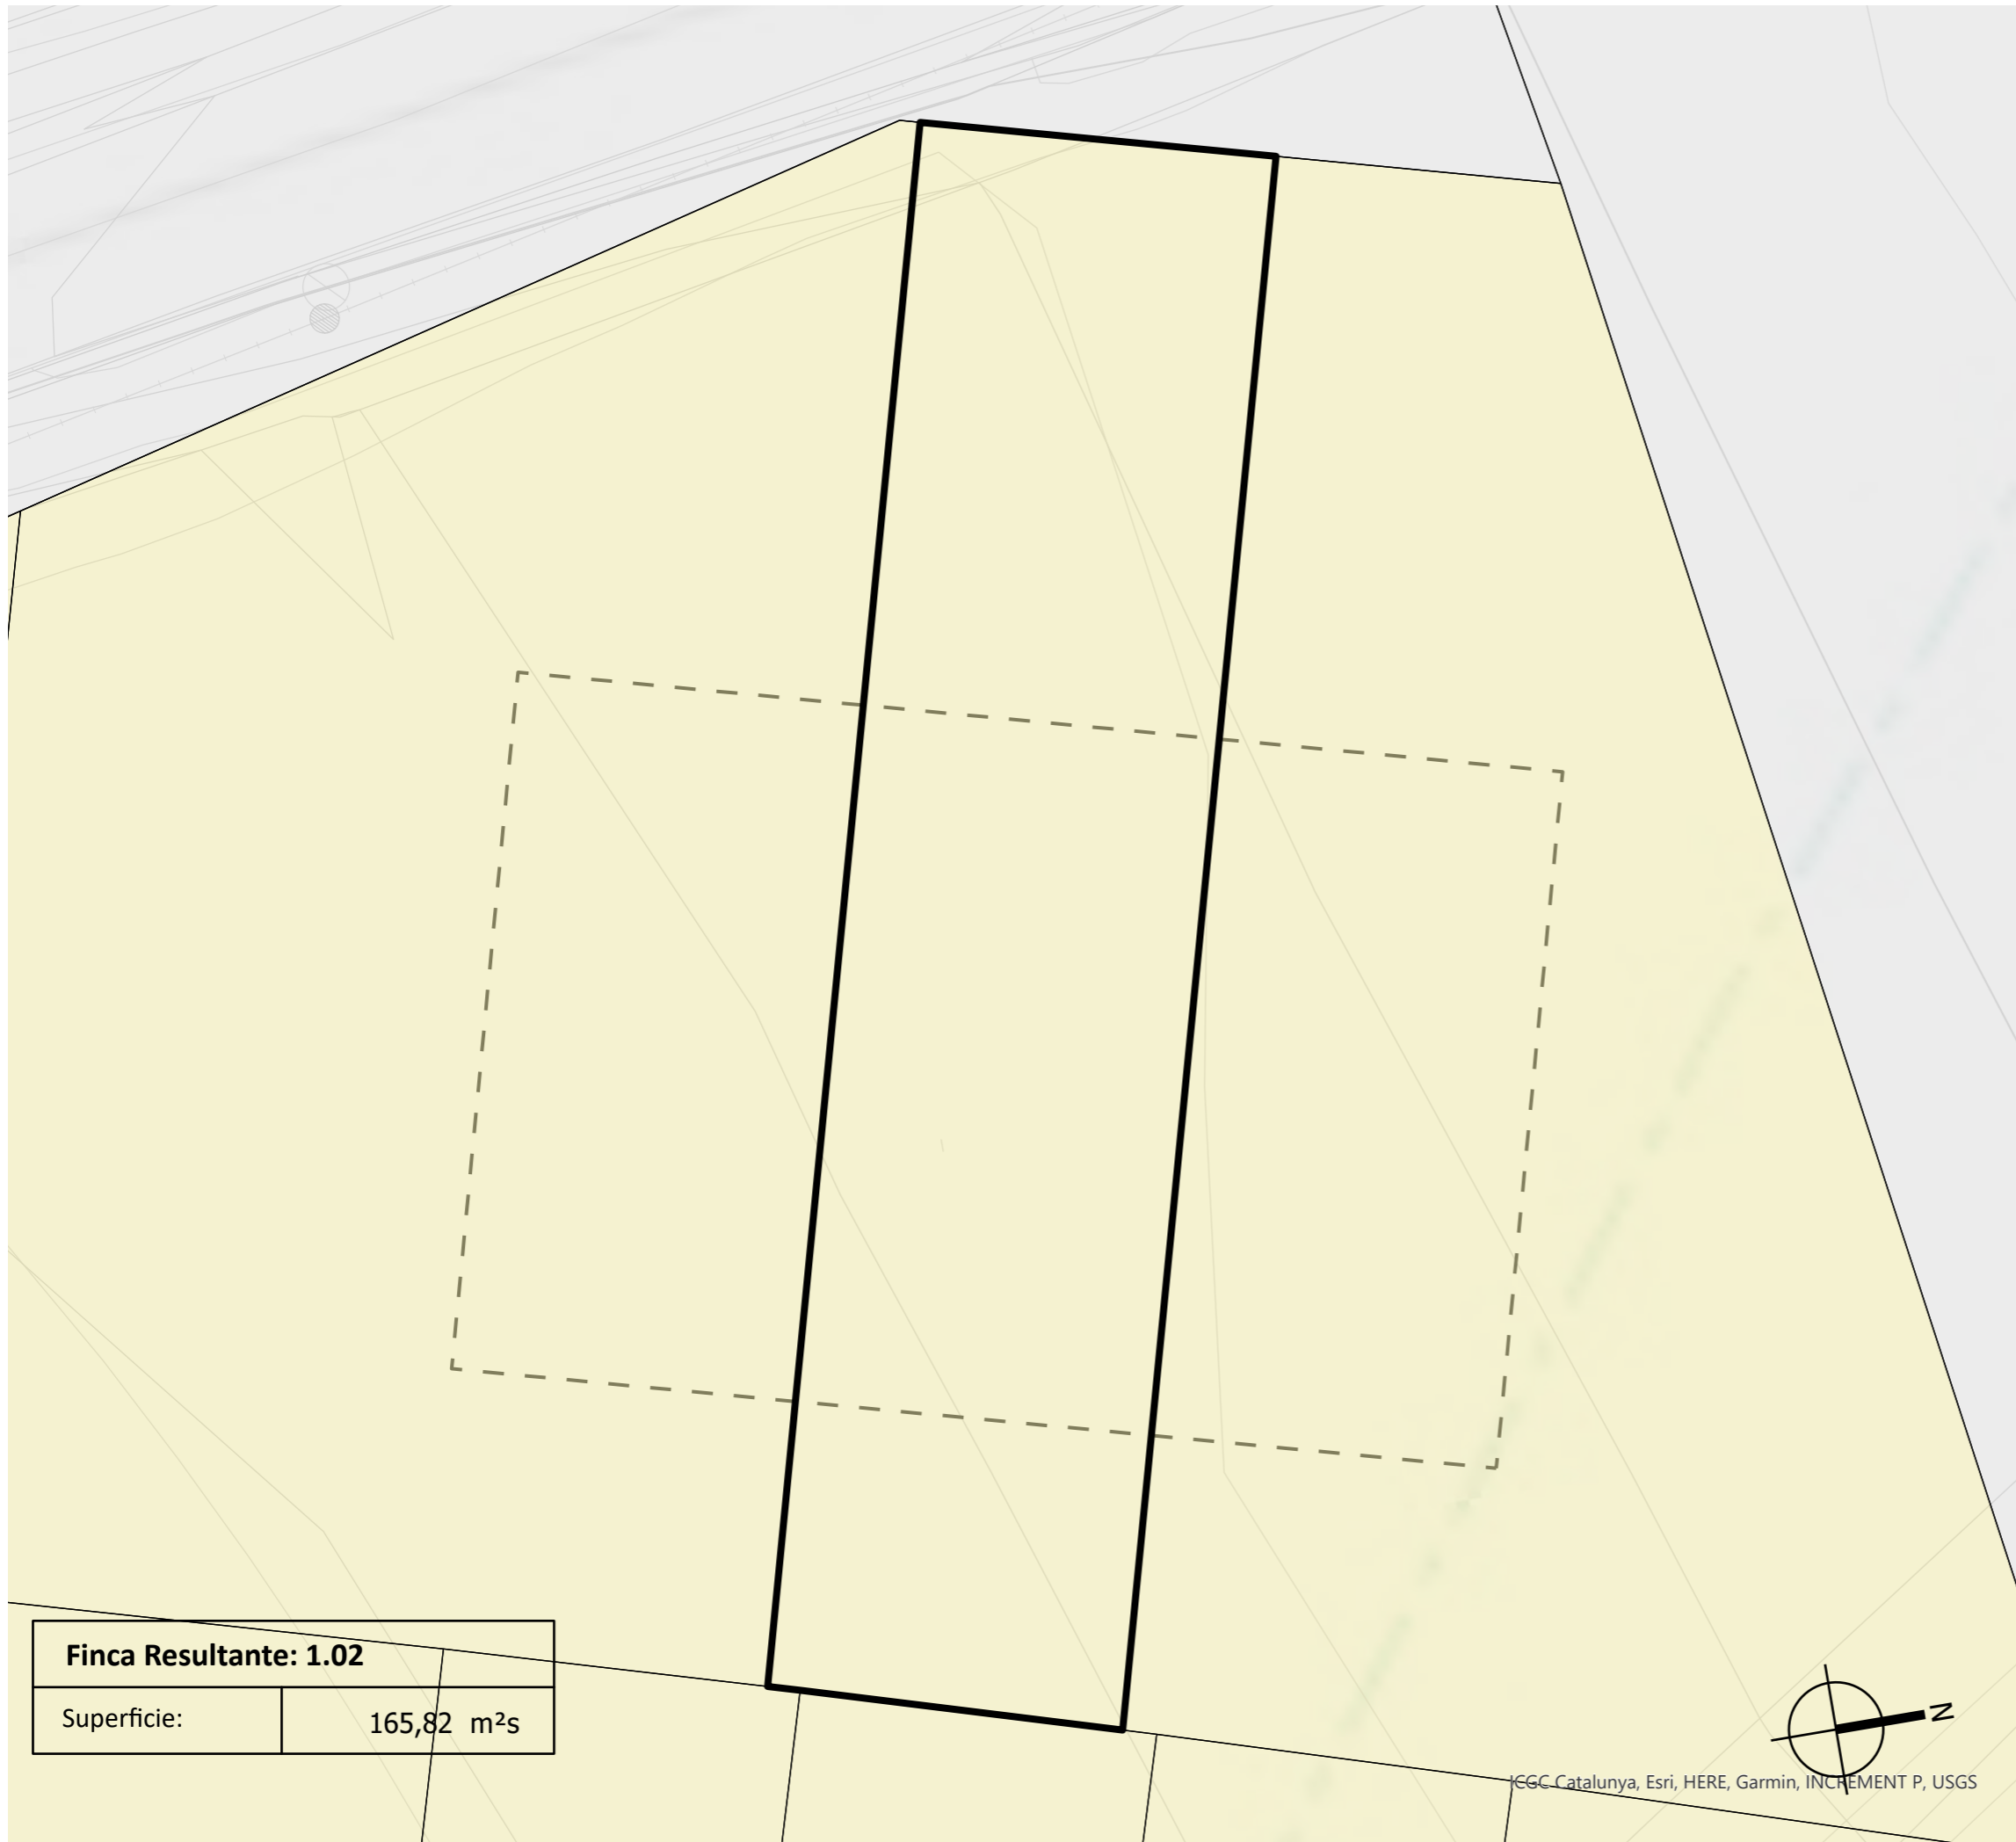 Finca Resultante: 1.02
Superficie: 165,82 m²s
N
ICGC Catalunya, Esri, HERE, Garmin, INCREMENT P, USGS